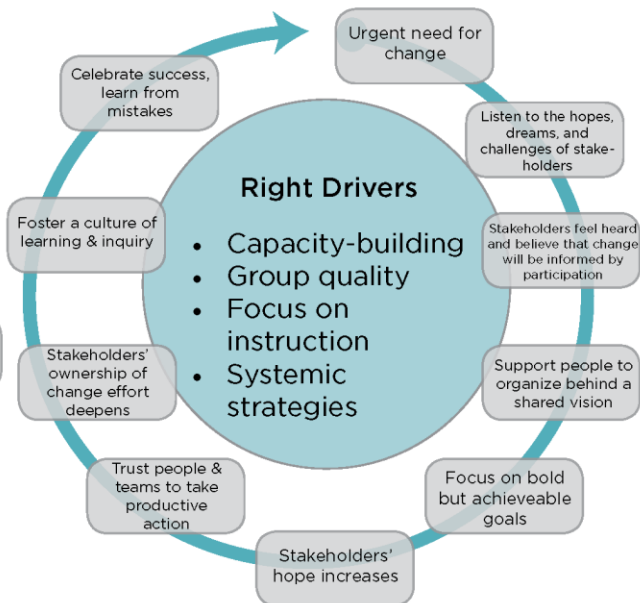 Urgent need for
change
Listen to the hopes,
dreams, and
challenges of stake-
holders
Stakeholders feel heard
and believe that change
will be informed by
participation
Support people to
organize behind a
shared vision
Focus on bold
but achieveable
goals
Stakeholders'
hope increases
Trust people &
teams to take
productive
action
Stakeholders'
ownership of
change effort
deepens
Foster a culture of
learning & inquiry
Celebrate success,
learn from
mistakes
Right Drivers
• Capacity-building
• Group quality
• Focus on
instruction
• Systemic
strategies